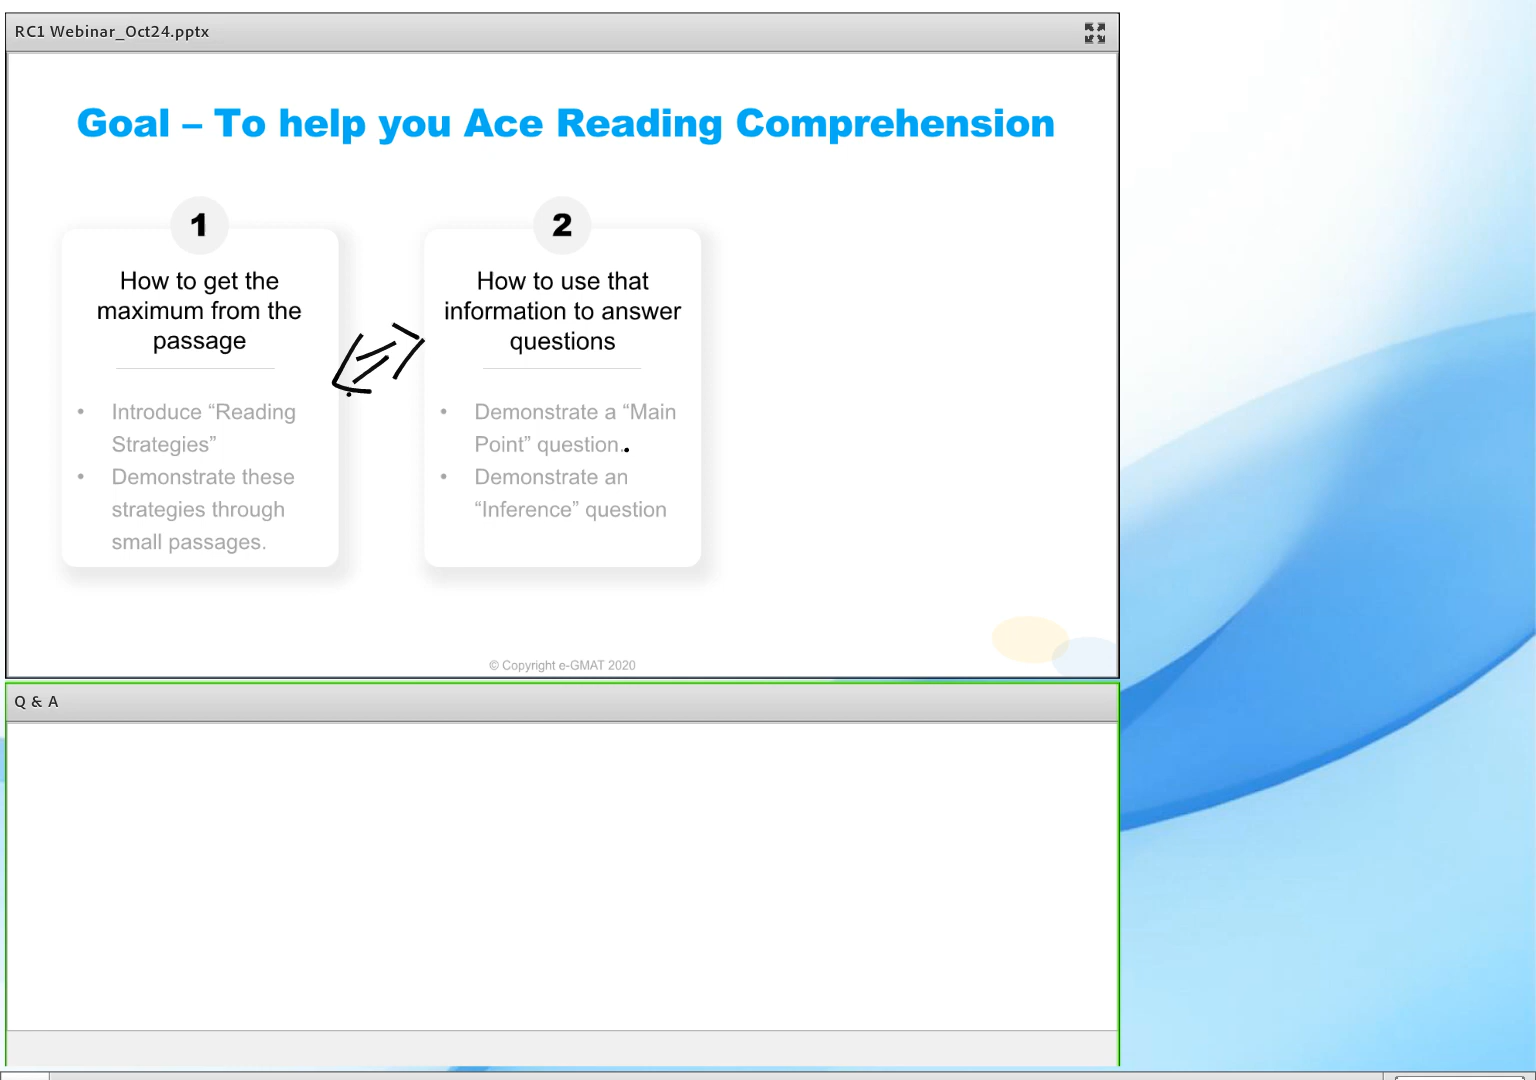 RC1 Webinar_Oct24.pptx
Goal – To help you Ace Reading Comprehension
1
How to get the
maximum from the
passage
• Introduce “Reading
Strategies”
• Demonstrate these
strategies through
small passages.
2
How to use that
information to answer
questions
• Demonstrate a “Main
Point” question.
• Demonstrate an
“Inference” question
© Copyright e-GMAT 2020
Q & A